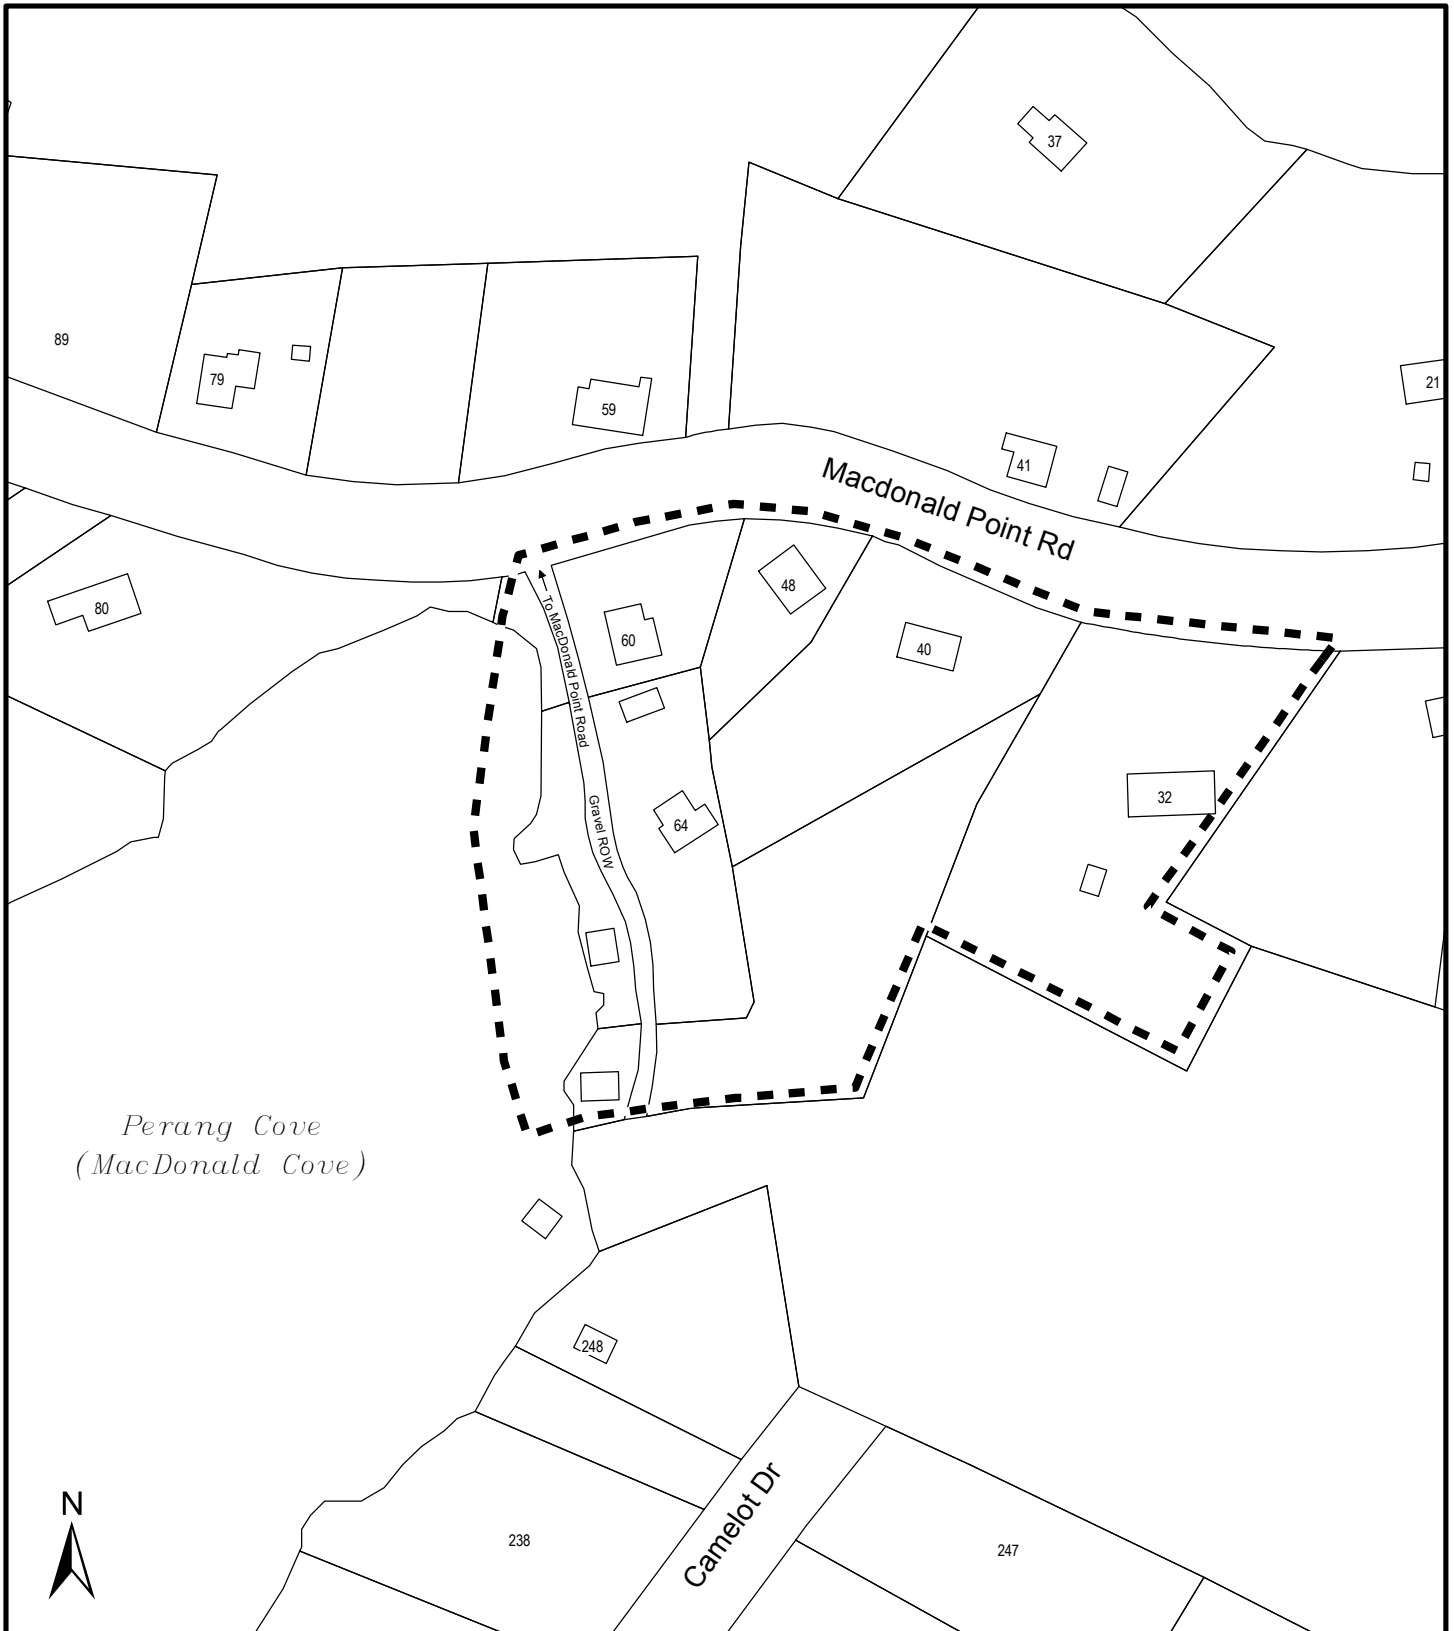 37
89
79
59
21
41
Macdonald Point Rd
48
80
60
40
To MacDonald Point Road
32
64
Gravel ROW
Perang Cove
(MacDonald Cove)
248
N
Camelot Dr
238
247